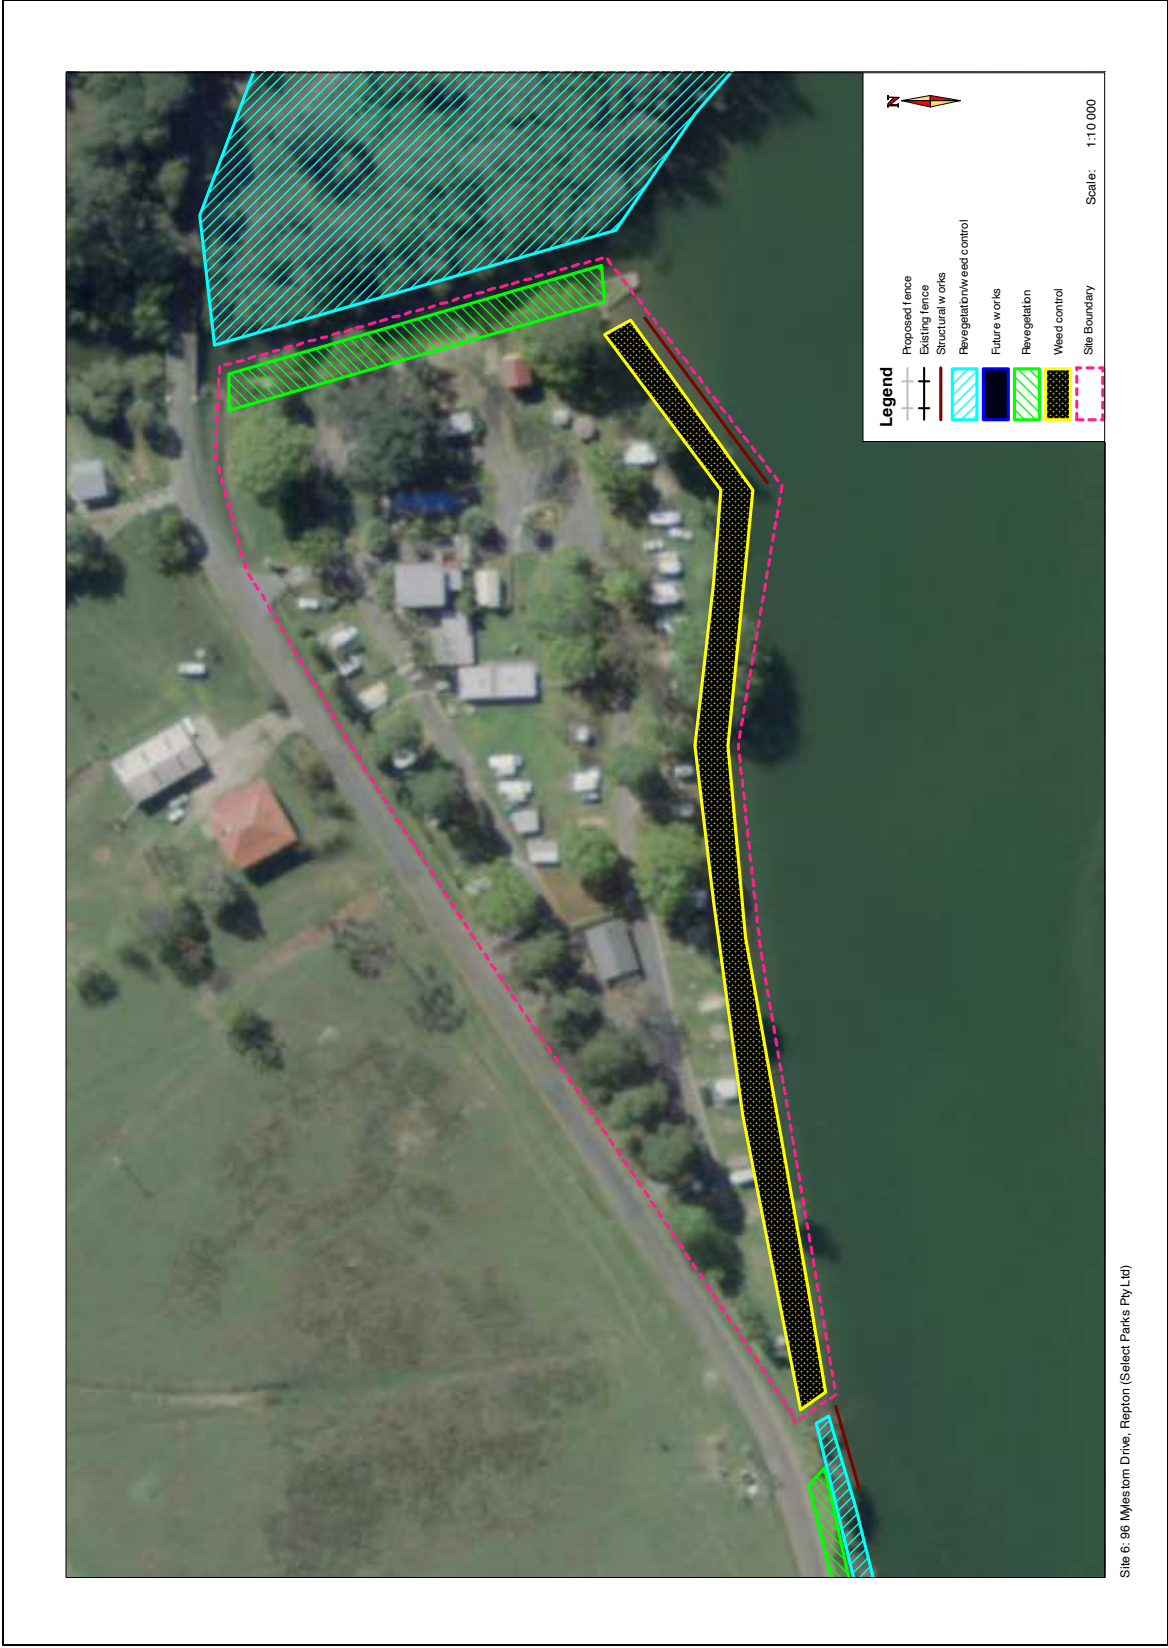 N
Legend
Proposed fence
Existing fence
Structural works
Revegetation/weed control
Future works
Revegetation
Weed control
Site Boundary
Scale: 1:10 000
Site 6: 96 Mylestom Drive, Repton (Select Parks Pty Ltd)